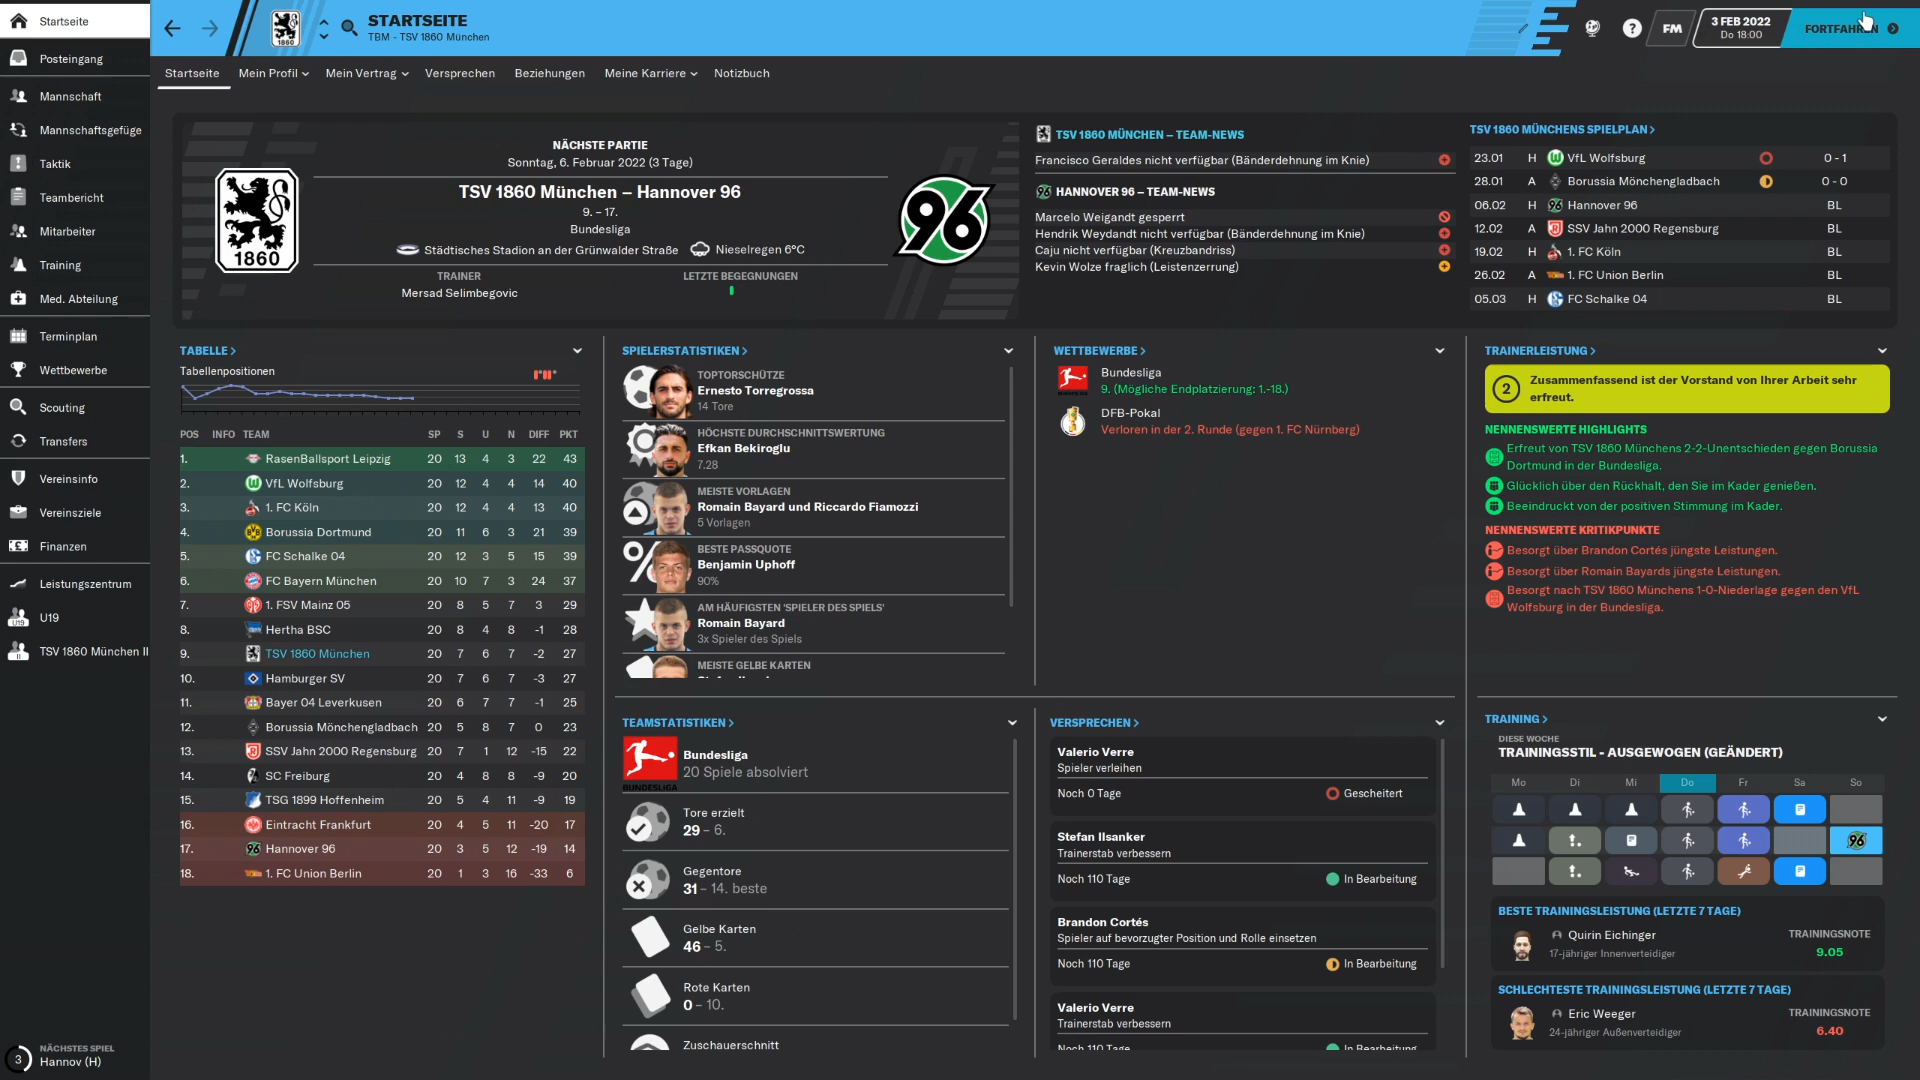 Startseite
Posteingang
Mannschaft
Mannschaftsgefüge
Taktik
Teambericht
Mitarbeiter
Training
Med. Abteilung
Terminplan
Wettbewerbe
Scouting
Transfers
Vereinsinfo
Vereinsziele
Finanzen
Leistungszentrum
U19
TSV 1860 München II
3
NÄCHSTES SPIEL
Hannov (H)
STARTSEITE
TBM - TSV 1860 München
FM
3 FEB 2022
Do 18:00
Startseite Mein Profil Mein Vertrag Versprechen Beziehungen Meine Karriere Notizbuch
NÄCHSTE PARTIE
Sonntag, 6. Februar 2022 (3 Tage)
TSV 1860 München – Hannover 96
9. – 17.
Bundesliga
Städtisches Stadion an der Grünwalder Straße Nieselregen 6°C
TRAINER
Mersad Selimbegovic
LETZTE BEGEGNUNGEN
1860
96
TSV 1860 MÜNCHEN – TEAM-NEWS
Francisco Geraldes nicht verfügbar (Bänderdehnung im Knie)
HANNOVER 96 – TEAM-NEWS
Marcelo Weigandt gesperrt
Hendrik Weydandt nicht verfügbar (Bänderdehnung im Knie)
Caju nicht verfügbar (Kreuzbandriss)
Kevin Wolze fraglich (Leistenzerrung)
TSV 1860 MÜNCHENS SPIELPLAN >
23.01 H VfL Wolfsburg 0 - 1
28.01 A Borussia Mönchengladbach 0 - 0
06.02 H Hannover 96 BL
12.02 A SSV Jahn 2000 Regensburg BL
19.02 H 1. FC Köln BL
26.02 A 1. FC Union Berlin BL
05.03 H FC Schalke 04 BL
TABELLE >
Tabellenpositionen
POS INFO TEAM SP S U N DIFF PKT
1. RasenBallsport Leipzig 20 13 4 3 22 43
2. VfL Wolfsburg 20 12 4 4 14 40
3. 1. FC Köln 20 12 4 4 13 40
4. Borussia Dortmund 20 11 6 3 21 39
5. FC Schalke 04 20 12 3 5 15 39
6. FC Bayern München 20 10 7 3 24 37
7. 1. FSV Mainz 05 20 8 5 7 3 29
8. Hertha BSC 20 8 4 8 -1 28
9. TSV 1860 München 20 7 6 7 -2 27
10. Hamburger SV 20 7 6 7 -3 27
11. Bayer 04 Leverkusen 20 6 7 7 -1 25
12. Borussia Mönchengladbach 20 5 8 7 0 23
13. SSV Jahn 2000 Regensburg 20 7 1 12 -15 22
14. SC Freiburg 20 4 8 8 -9 20
15. TSG 1899 Hoffenheim 20 5 4 11 -9 19
16. Eintracht Frankfurt 20 4 5 11 -20 17
17. Hannover 96 20 3 5 12 -19 14
18. 1. FC Union Berlin 20 1 3 16 -33 6
SPIELERSTATISTIKEN >
TOPTORSCHÜTZE
Ernesto Torregrossa
14 Tore
HÖCHSTE DURCHSCHNITTSWERTUNG
Efkan Bekiroglu
7.28
MEISTE VORLAGEN
Romain Bayard und Riccardo Fiamozzi
5 Vorlagen
BESTE PASSQUOTE
Benjamin Uphoff
90%
AM HÄUFIGSTEN 'SPIELER DES SPIELS'
Romain Bayard
3x Spieler des Spiels
MEISTE GELBE KARTEN
TEAMSTATISTIKEN >
Bundesliga
20 Spiele absolviert
BUNDESLIGA
Tore erzielt
29 – 6.
Gegentore
31 – 14. beste
Gelbe Karten
46 – 5.
Rote Karten
0 – 10.
Zuschauerschnitt
WETTBEWERBE >
Bundesliga
9. (Mögliche Endplatzierung: 1.-18.)
DFB-Pokal
Verloren in der 2. Runde (gegen 1. FC Nürnberg)
VERSPRECHEN >
Valerio Verre
Spieler verleihen
Noch 0 Tage Gescheitert
Stefan Ilsanker
Trainerstab verbessern
Noch 110 Tage In Bearbeitung
Brandon Cortés
Spieler auf bevorzugter Position und Rolle einsetzen
Noch 110 Tage In Bearbeitung
Valerio Verre
Trainerstab verbessern
Noch 110 Tage In Bearbeitung
TRAINERLEISTUNG >
2
Zusammenfassend ist der Vorstand von Ihrer Arbeit sehr
erfreut.
NENNENSWERTE HIGHLIGHTS
Erfreut von TSV 1860 Münchens 2-2-Unentschieden gegen Borussia
Dortmund in der Bundesliga.
Glücklich über den Rückhalt, den Sie im Kader genießen.
Beeindruckt von der positiven Stimmung im Kader.
NENNENSWERTE KRITIKPUNKTE
Besorgt über Brandon Cortés jüngste Leistungen.
Besorgt über Romain Bayards jüngste Leistungen.
Besorgt nach TSV 1860 Münchens 1-0-Niederlage gegen den VfL
Wolfsburg in der Bundesliga.
TRAINING >
DIESE WOCHE
TRAININGSSTIL - AUSGEWOGEN (GEÄNDERT)
Mo Di Mi Do Fr Sa So
BESTE TRAININGSLEISTUNG (LETZTE 7 TAGE)
Quirin Eichinger
17-jähriger Innenverteidiger
TRAININGSNOTE
9.05
SCHLECHTESTE TRAININGSLEISTUNG (LETZTE 7 TAGE)
Eric Weeger
24-jähriger Außenverteidiger
TRAININGSNOTE
6.40